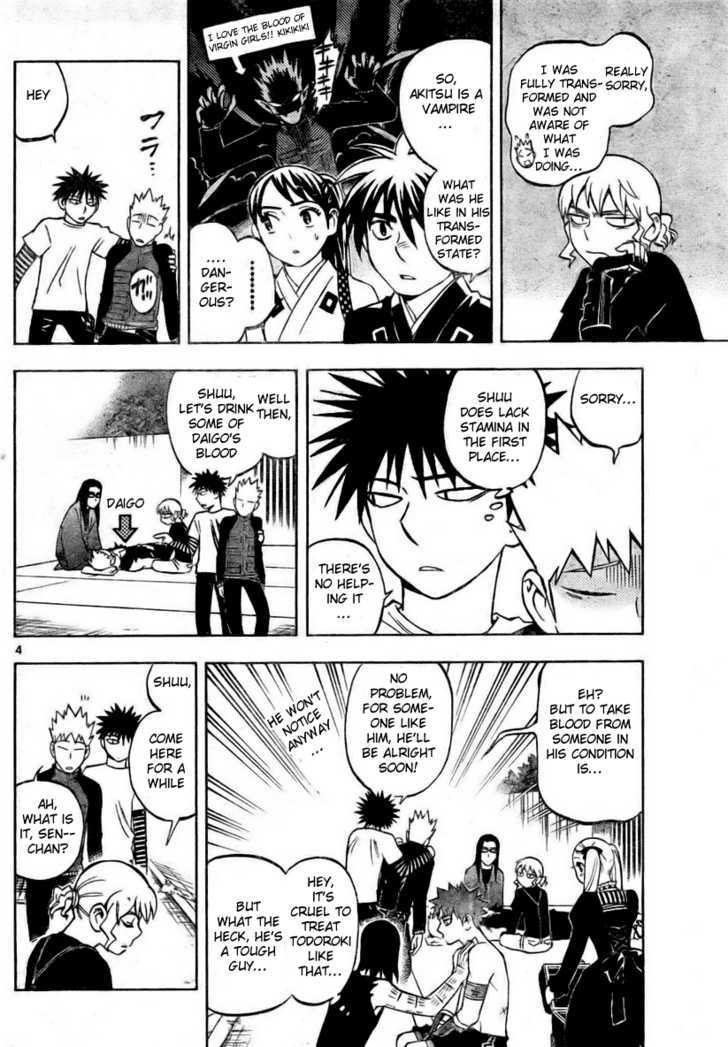 REALLY
SORRY,
I WAS
FULLY TRANS-
FORMED AND
WAS NOT
AWARE OF
WHAT
I WAS
DOING...
SO,
AKITSU IS A
VAMPIRE
...
WHAT
WAS HE
LIKE IN HIS
TRANS-
FORMED
STATE?
I LOVE THE BLOOD OF
VIRGIN GIRLS!! KIKIKIKI
....
DAN-
GER-
OUS?
HEY
フラ...
SORRY...
SHUU
DOES LACK
STAMINA IN
THE FIRST
PLACE...
THERE'S
NO HELP-
ING IT
...
WELL
THEN,
SHUU,
LET'S DRINK
SOME OF
DAIGO'S
BLOOD
DAIGO
4
EH?
BUT TO TAKE
BLOOD FROM
SOMEONE IN
HIS CONDITION
IS...
NO
PROBLEM,
FOR SOME-
ONE LIKE
HIM, HE'LL
BE ALRIGHT
SOON!
HE WON'T
NOTICE
ANYWAY
...
HEY,
IT'S
CRUEL TO
TREAT
TODOROKI
LIKE
THAT...
BUT
WHAT THE
HECK, HE'S
A TOUGH
GUY...
SHUU,
COME
HERE
FOR A
WHILE
AH,
WHAT IS
IT, SEN--
CHAN?